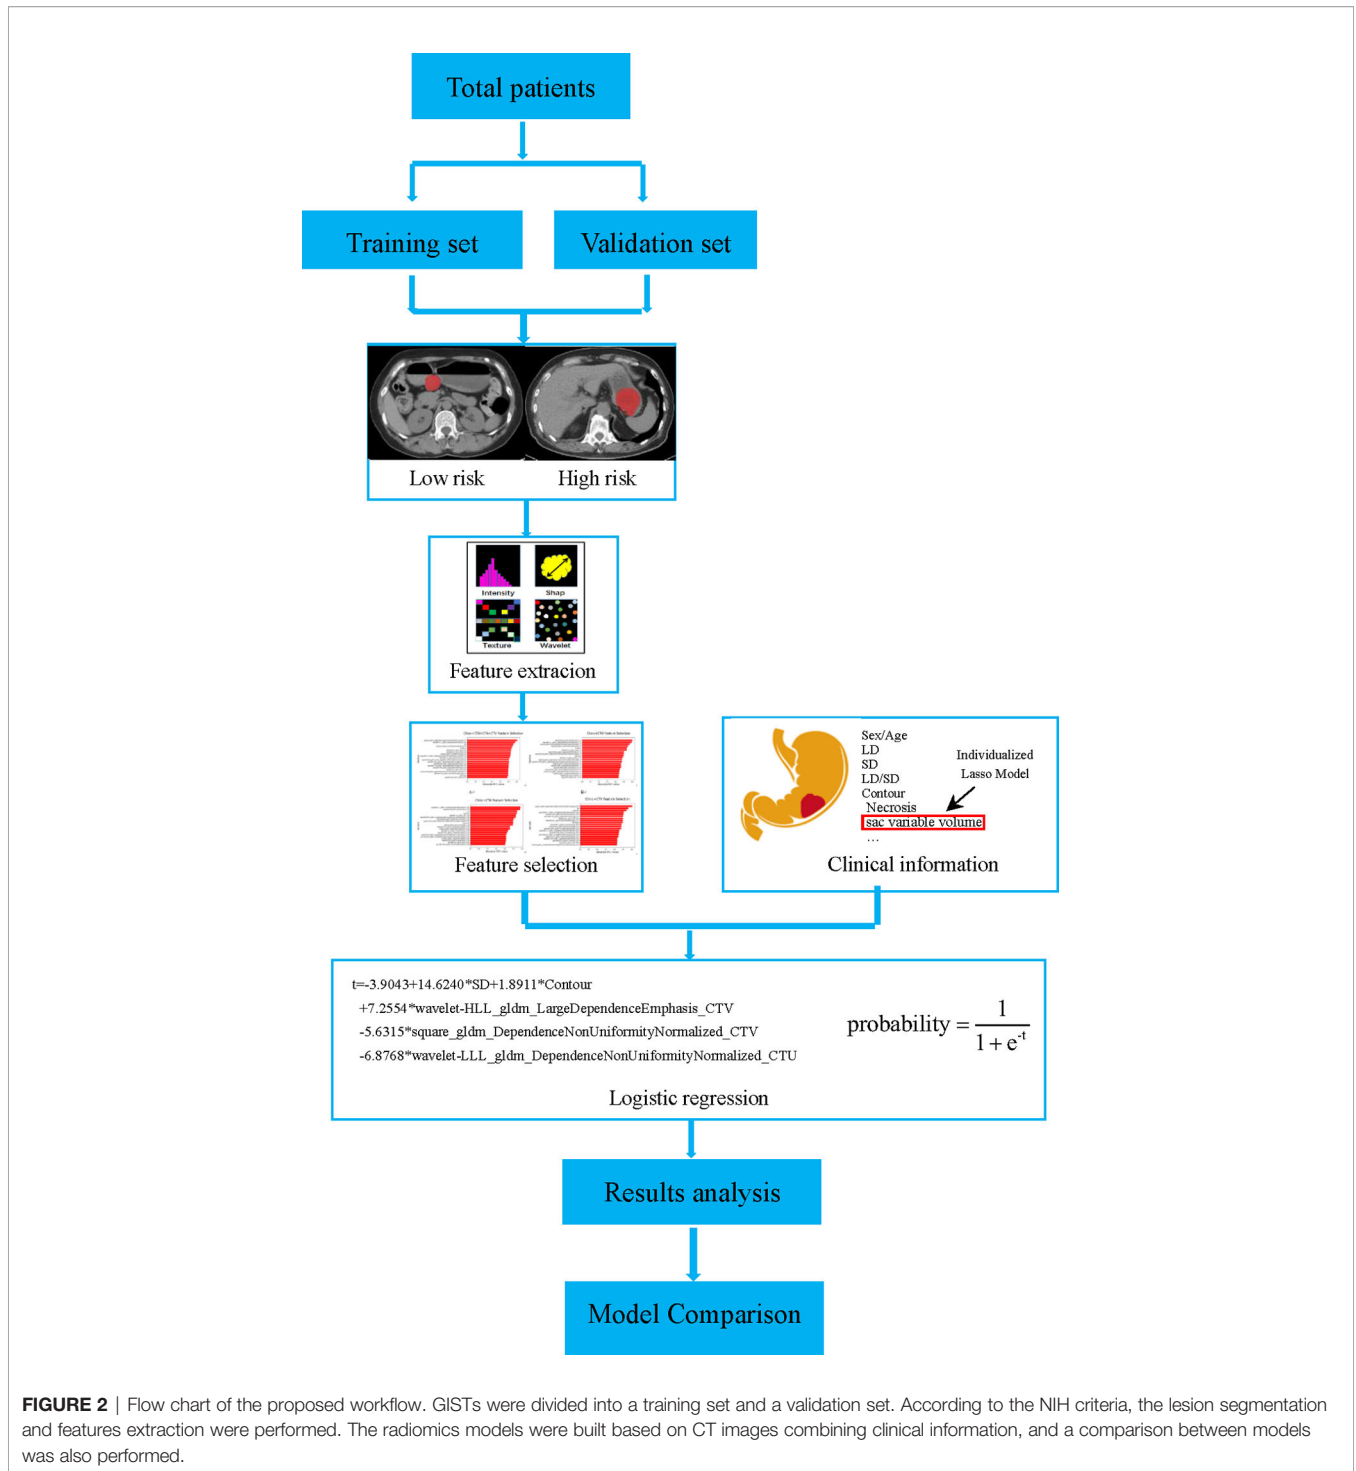 Total patients
Training set
Validation set
Low risk
High risk
Intensity
Shap
Texture
Wavelet
Feature extracion
Feature selection
Sex/Age
LD
SD
LD/SD
Contour
Necrosis
sac variable volume
…
Individualized
Lasso Model
Clinical information
t=-3.9043+14.6240*SD+1.8911*Contour
+7.2554*wavelet-HLL_gldm_LargeDependenceEmphasis_CTV
-5.6315*square_gldm_DependenceNonUniformityNormalized_CTV
-6.8768*wavelet-LLL_gldm_DependenceNonUniformityNormalized_CTU
probability = 1 / (1 + e^-t)
Logistic regression
Results analysis
Model Comparison
FIGURE 2 | Flow chart of the proposed workflow. GISTs were divided into a training set and a validation set. According to the NIH criteria, the lesion segmentation
and features extraction were performed. The radiomics models were built based on CT images combining clinical information, and a comparison between models
was also performed.